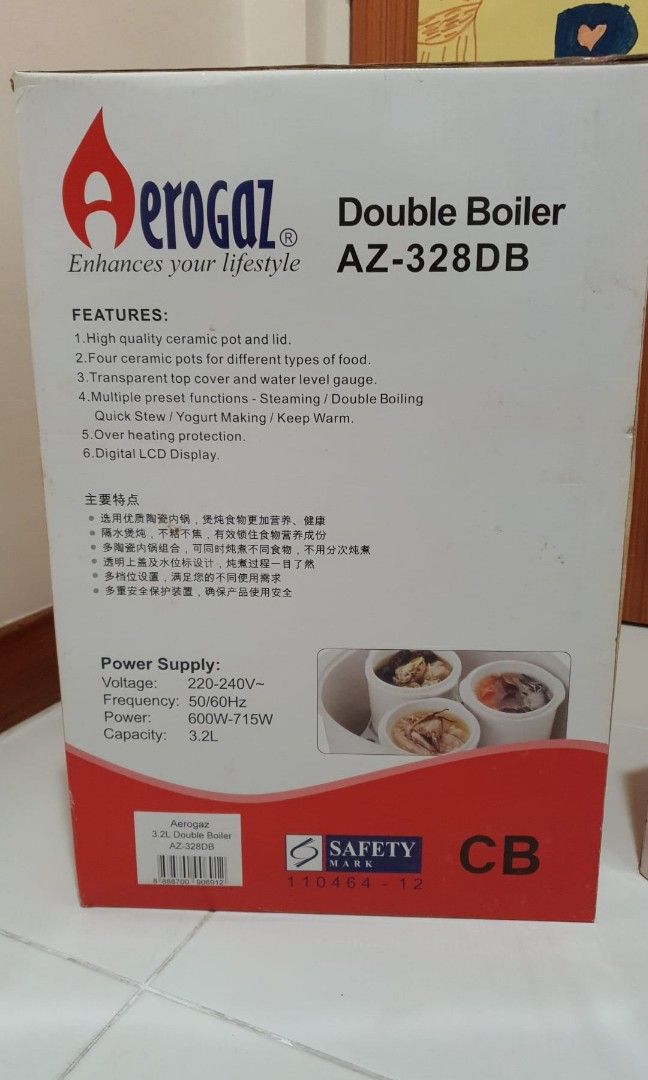 Aerogaz®
Enhances your lifestyle
Double Boiler
AZ-328DB
FEATURES:
1.High quality ceramic pot and lid.
2.Four ceramic pots for different types of food.
3.Transparent top cover and water level gauge.
4.Multiple preset functions - Steaming / Double Boiling
Quick Stew / Yogurt Making / Keep Warm.
5.Over heating protection.
6.Digital LCD Display.
主要特点
选用优质陶瓷内锅，煲炖食物更加营养、健康
隔水煲炖，不粘不焦，有效锁住食物营养成份
多陶瓷内锅组合，可同时炖煮不同食物，不用分次炖煮
透明上盖及水位标设计，炖煮过程一目了然
多档位设置，满足您的不同使用需求
多重安全保护装置，确保产品使用安全
Power Supply:
Voltage: 220-240V~
Frequency: 50/60Hz
Power: 600W-715W
Capacity: 3.2L
Aerogaz
3.2L Double Boiler
AZ-328DB
8 888700 906912
SAFETY
MARK
110464-12
CB